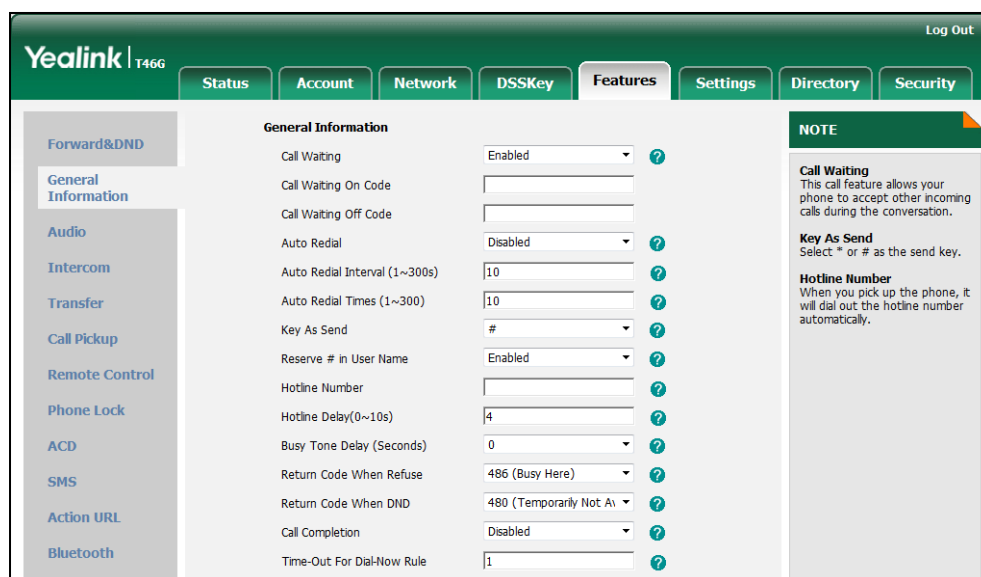 Log Out
Yealink T46G
Status Account Network DSSKey Features Settings Directory Security
Forward&DND
General
Information
Audio
Intercom
Transfer
Call Pickup
Remote Control
Phone Lock
ACD
SMS
Action URL
Bluetooth
General Information
Call Waiting Enabled ?
Call Waiting On Code
Call Waiting Off Code
Auto Redial Disabled ?
Auto Redial Interval (1~300s) 10 ?
Auto Redial Times (1~300) 10 ?
Key As Send # ?
Reserve # in User Name Enabled ?
Hotline Number ?
Hotline Delay(0~10s) 4 ?
Busy Tone Delay (Seconds) 0 ?
Return Code When Refuse 486 (Busy Here) ?
Return Code When DND 480 (Temporarily Not ?
Call Completion Disabled ?
Time-Out For Dial-Now Rule 1 ?
NOTE
Call Waiting
This call feature allows your
phone to accept other incoming
calls during the conversation.
Key As Send
Select * or # as the send key.
Hotline Number
When you pick up the phone, it
will dial out the hotline number
automatically.